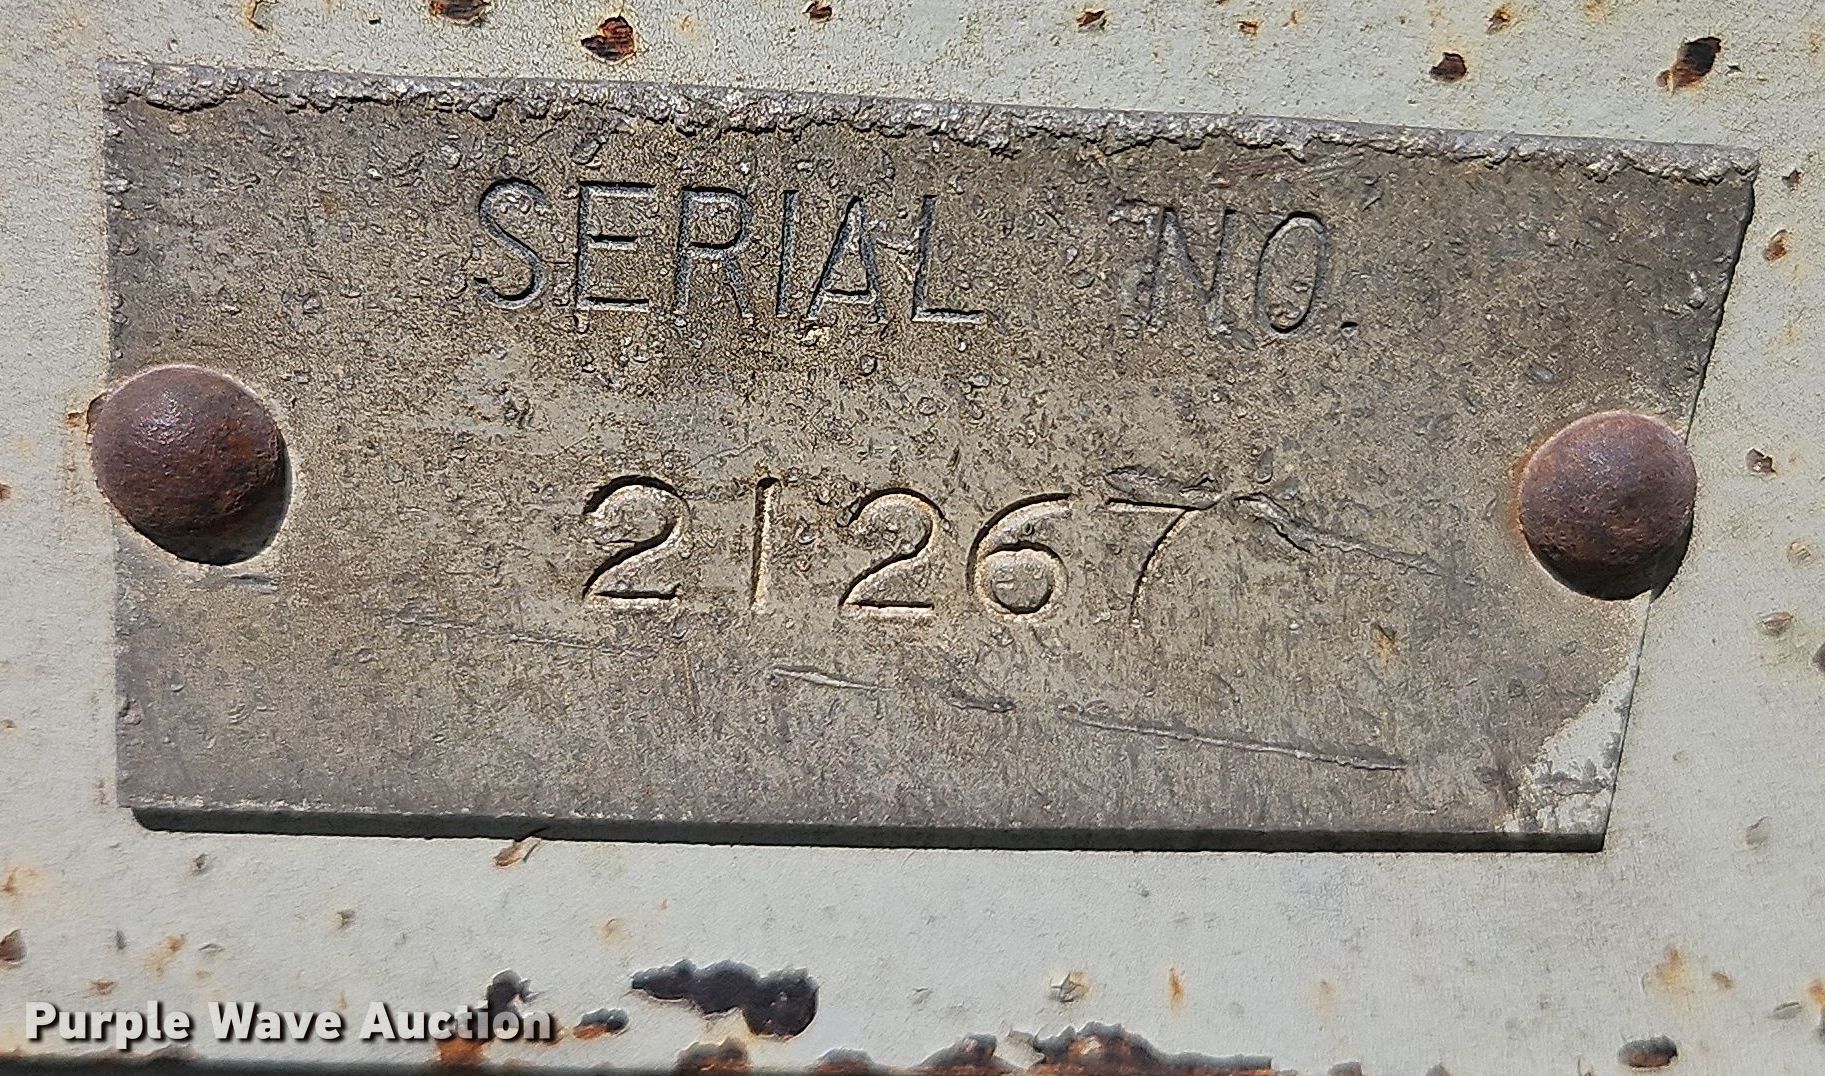 SERIAL NO.
21267
Purple Wave Auction